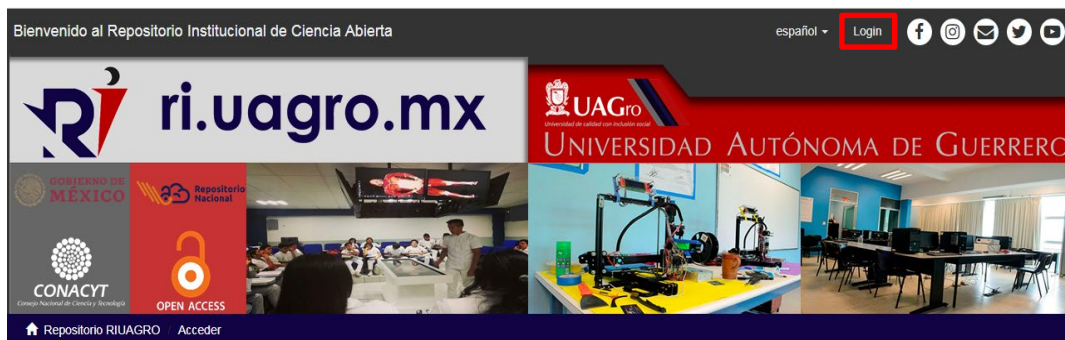 Bienvenido al Repositorio Institucional de Ciencia Abierta
español
Login
ri.uagro.mx
UAGro
Universidad de calidad con inclusión social
UNIVERSIDAD AUTÓNOMA DE GUERRERO
GOBIERNO DE
MÉXICO
Repositorio
Nacional
CONACYT
Consejo Nacional de Ciencia y Tecnología
OPEN ACCESS
Repositorio RIUAGRO / Acceder